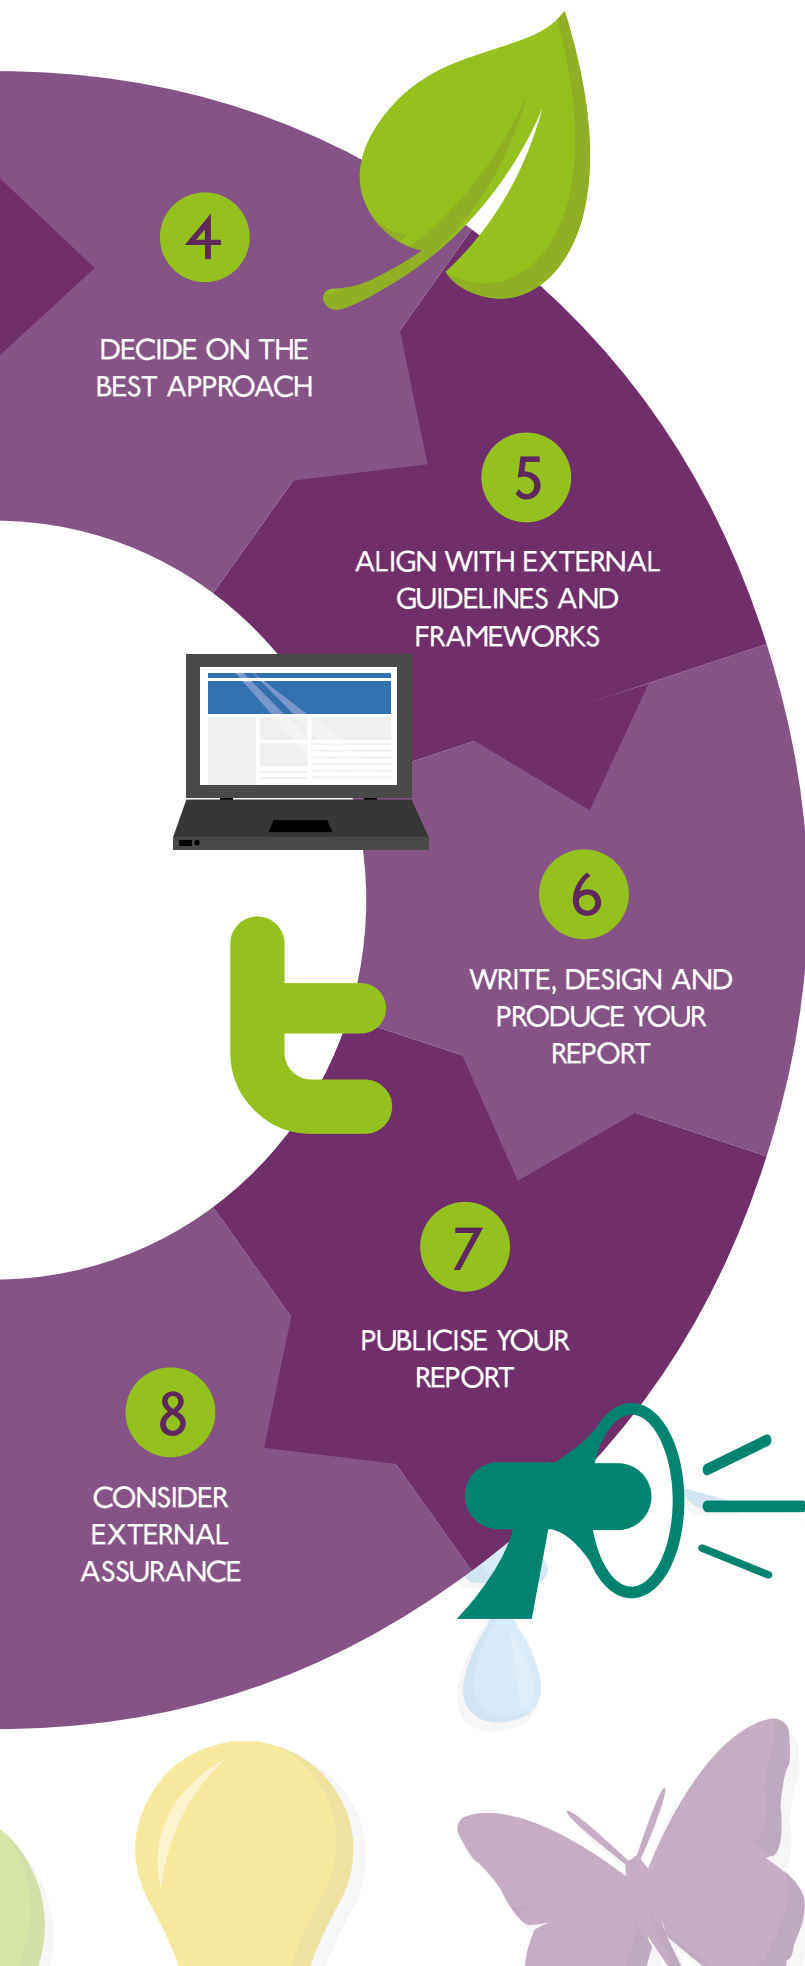 4
DECIDE ON THE
BEST APPROACH
5
ALIGN WITH EXTERNAL
GUIDELINES AND
FRAMEWORKS
6
WRITE, DESIGN AND
PRODUCE YOUR
REPORT
7
PUBLICISE YOUR
REPORT
8
CONSIDER
EXTERNAL
ASSURANCE